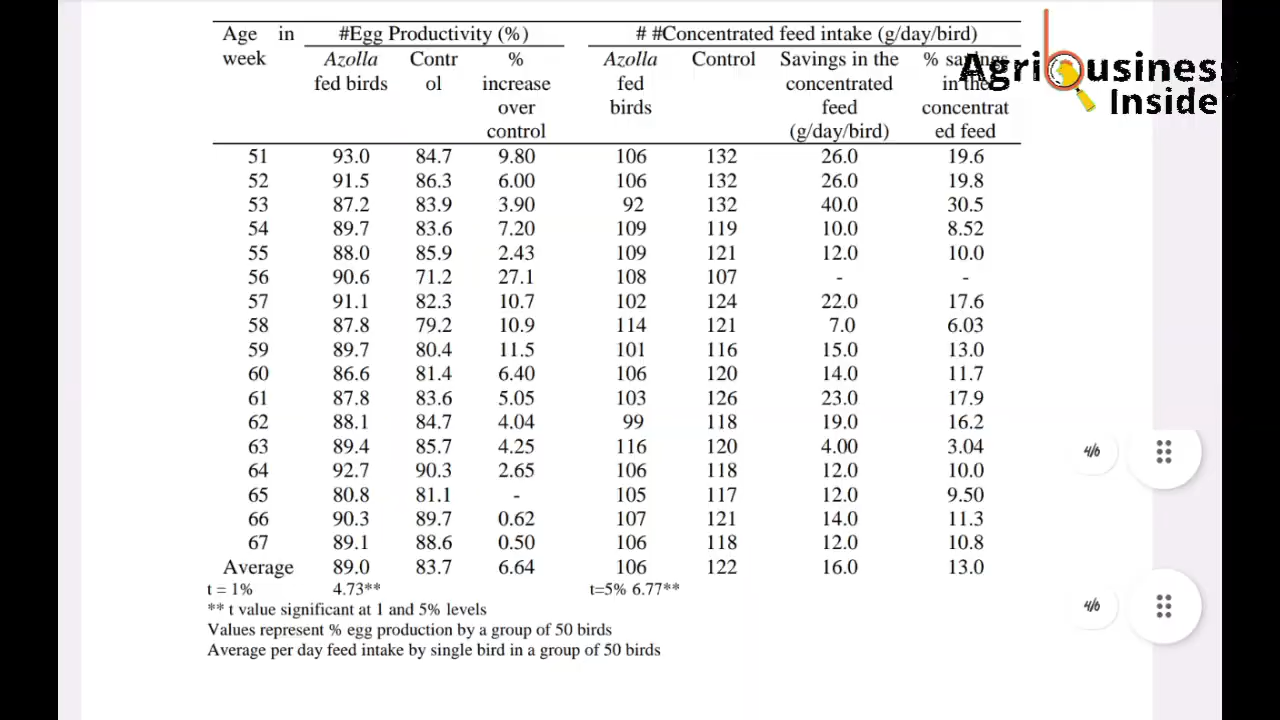 Age in week #Egg Productivity (%) # #Concentrated feed intake (g/day/bird)
Azolla fed birds Contr ol % increase over control Azolla fed birds Control Savings in the concentrated feed (g/day/bird) % savings in the concentrat ed feed
Agribusiness
Inside
51 93.0 84.7 9.80 106 132 26.0 19.6
52 91.5 86.3 6.00 106 132 26.0 19.8
53 87.2 83.9 3.90 92 132 40.0 30.5
54 89.7 83.6 7.20 109 119 10.0 8.52
55 88.0 85.9 2.43 109 121 12.0 10.0
56 90.6 71.2 27.1 108 107 - -
57 91.1 82.3 10.7 102 124 22.0 17.6
58 87.8 79.2 10.9 114 121 7.0 6.03
59 89.7 80.4 11.5 101 116 15.0 13.0
60 86.6 81.4 6.40 106 120 14.0 11.7
61 87.8 83.6 5.05 103 126 23.0 17.9
62 88.1 84.7 4.04 99 118 19.0 16.2
63 89.4 85.7 4.25 116 120 4.00 3.04
64 92.7 90.3 2.65 106 118 12.0 10.0
65 80.8 81.1 - 105 117 12.0 9.50
66 90.3 89.7 0.62 107 121 14.0 11.3
67 89.1 88.6 0.50 106 118 12.0 10.8
Average 89.0 83.7 6.64 106 122 16.0 13.0
t = 1% 4.73** t=5% 6.77**
** t value significant at 1 and 5% levels
Values represent % egg production by a group of 50 birds
Average per day feed intake by single bird in a group of 50 birds
4/6
4/6